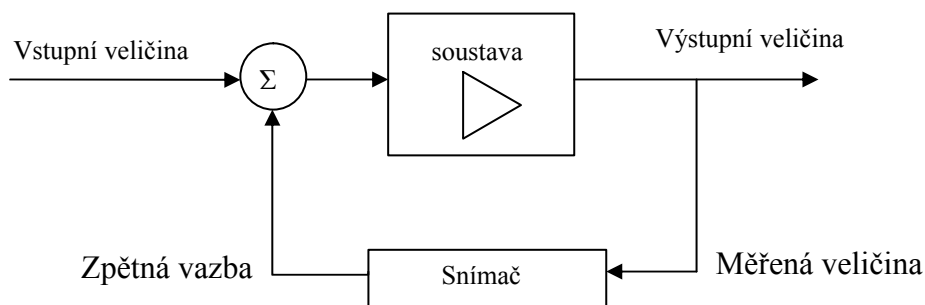 Vstupní veličina
soustava
Výstupní veličina
Σ
Zpětná vazba
Snímač
Měřená veličina